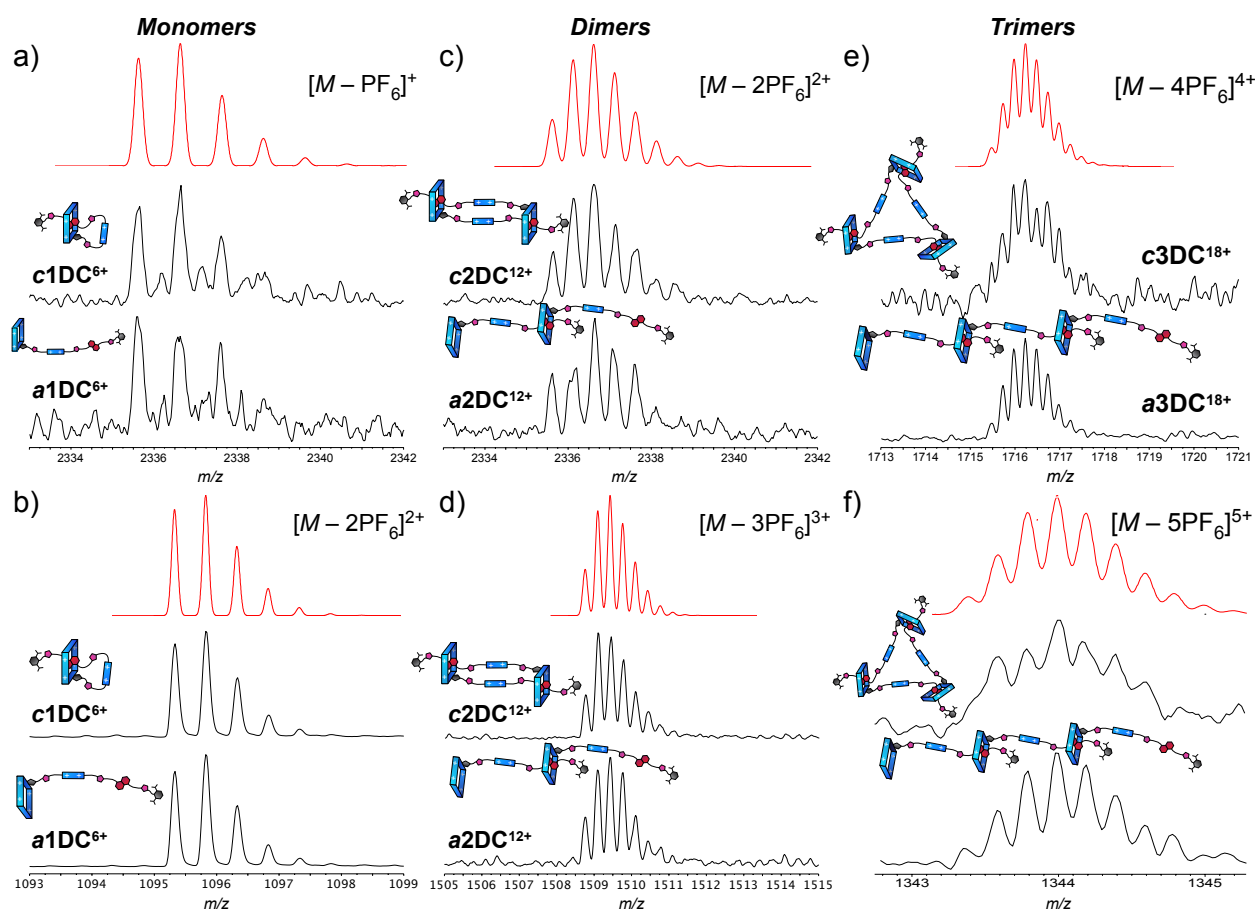 Monomers
Dimers
Trimers
a)
[M – PF6]+
c1DC6+
a1DC6+
2334 2336 2338 2340 2342
m/z
c)
[M – 2PF6]2+
c2DC12+
a2DC12+
2334 2336 2338 2340 2342
m/z
e)
[M – 4PF6]4+
c3DC18+
a3DC18+
1713 1714 1715 1716 1717 1718 1719 1720 1721
m/z
b)
[M – 2PF6]2+
c1DC6+
a1DC6+
1093 1094 1095 1096 1097 1098 1099
m/z
d)
[M – 3PF6]3+
c2DC12+
a2DC12+
1505 1506 1507 1508 1509 1510 1511 1512 1513 1514 1515
m/z
f)
[M – 5PF6]5+
1343 1344 1345
m/z